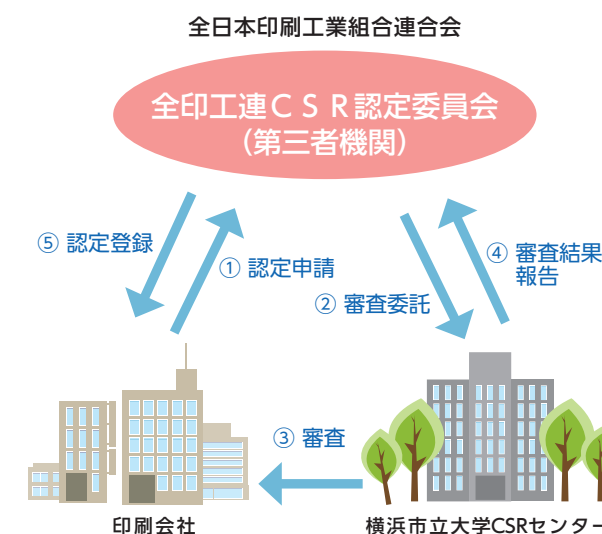 全日本印刷工業組合連合会
全印工連ＣＳＲ認定委員会
（第三者機関）
⑤ 認定登録
① 認定申請
② 審査委託
④ 審査結果
報告
③ 審査
印刷会社
横浜市立大学CSRセンター